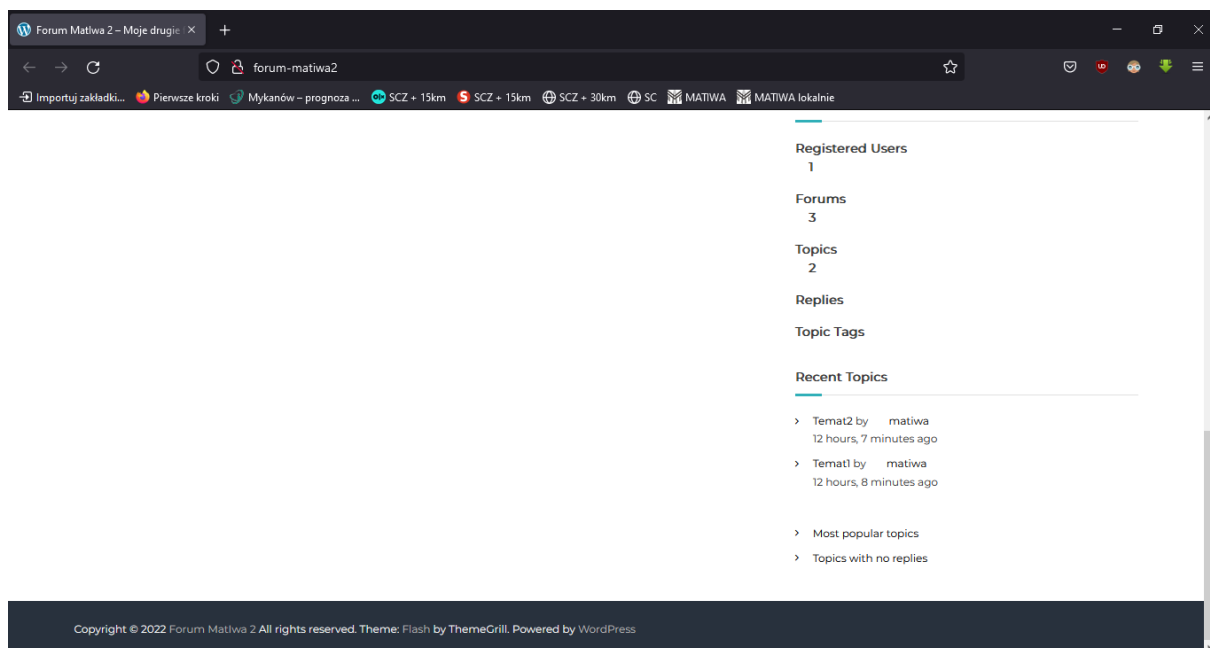 Forum MatIwa 2 – Moje drugie
forum-matiwa2
Importuj zakładki... Pierwsze kroki Mykanów – prognoza ... SCZ + 15km SCZ + 15km SCZ + 30km SC MATIWA MATIWA lokalnie
Registered Users
1
Forums
3
Topics
2
Replies
Topic Tags
Recent Topics
Temat2 by matiwa
12 hours, 7 minutes ago
Temat1 by matiwa
12 hours, 8 minutes ago
Most popular topics
Topics with no replies
Copyright © 2022 Forum MatIwa 2 All rights reserved. Theme: Flash by ThemeGrill. Powered by WordPress